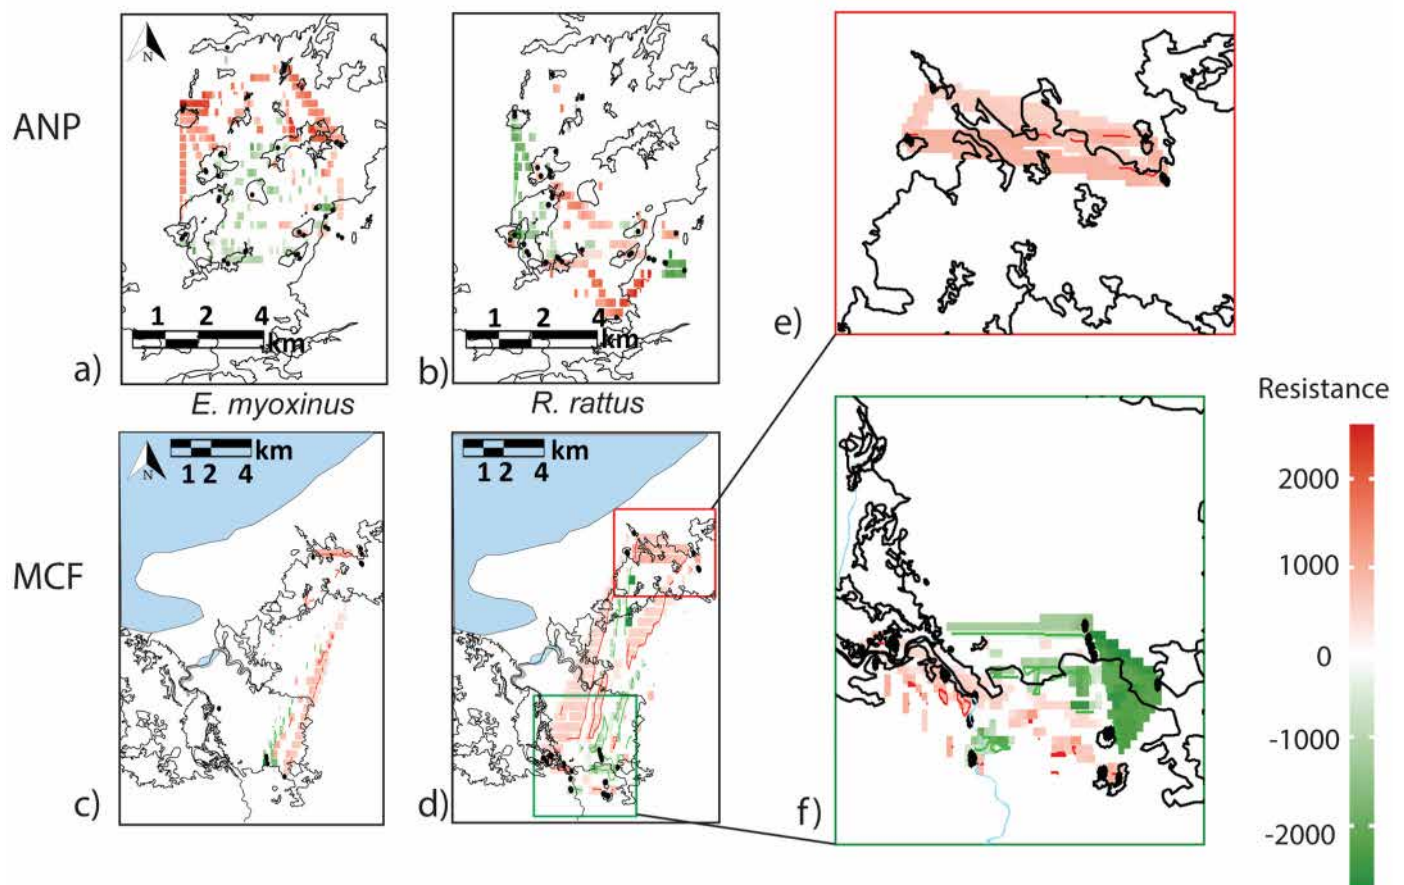 ANP
N
1 2 4
km
a)
1 2 4
km
b)
e)
E. myoxinus
R. rattus
MCF
N
km
1 2 4
c)
km
1 2 4
d)
f)
Resistance
2000
1000
0
-1000
-2000